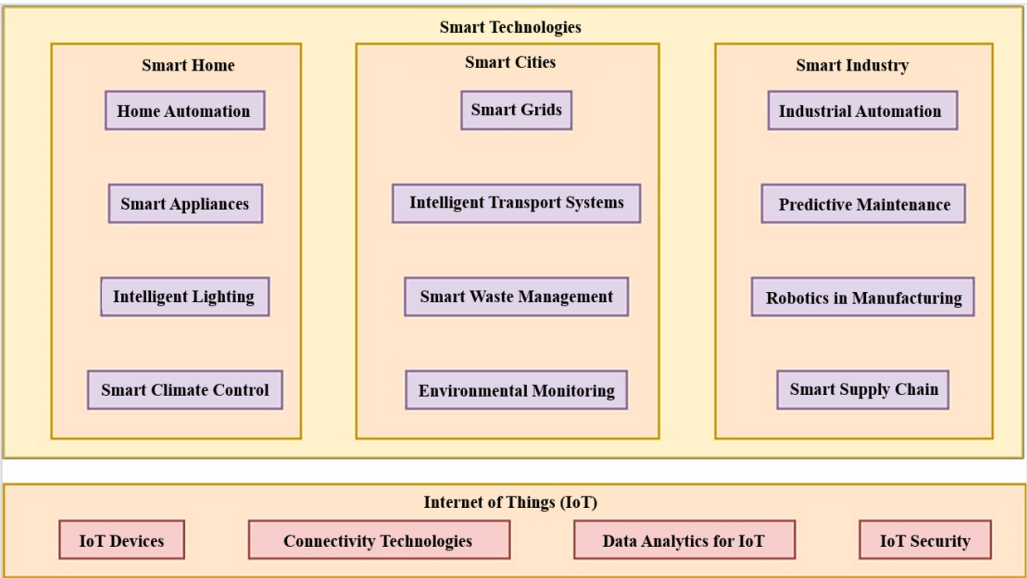 Smart Technologies
Smart Home
Home Automation
Smart Appliances
Intelligent Lighting
Smart Climate Control
Smart Cities
Smart Grids
Intelligent Transport Systems
Smart Waste Management
Environmental Monitoring
Smart Industry
Industrial Automation
Predictive Maintenance
Robotics in Manufacturing
Smart Supply Chain
Internet of Things (IoT)
IoT Devices
Connectivity Technologies
Data Analytics for IoT
IoT Security